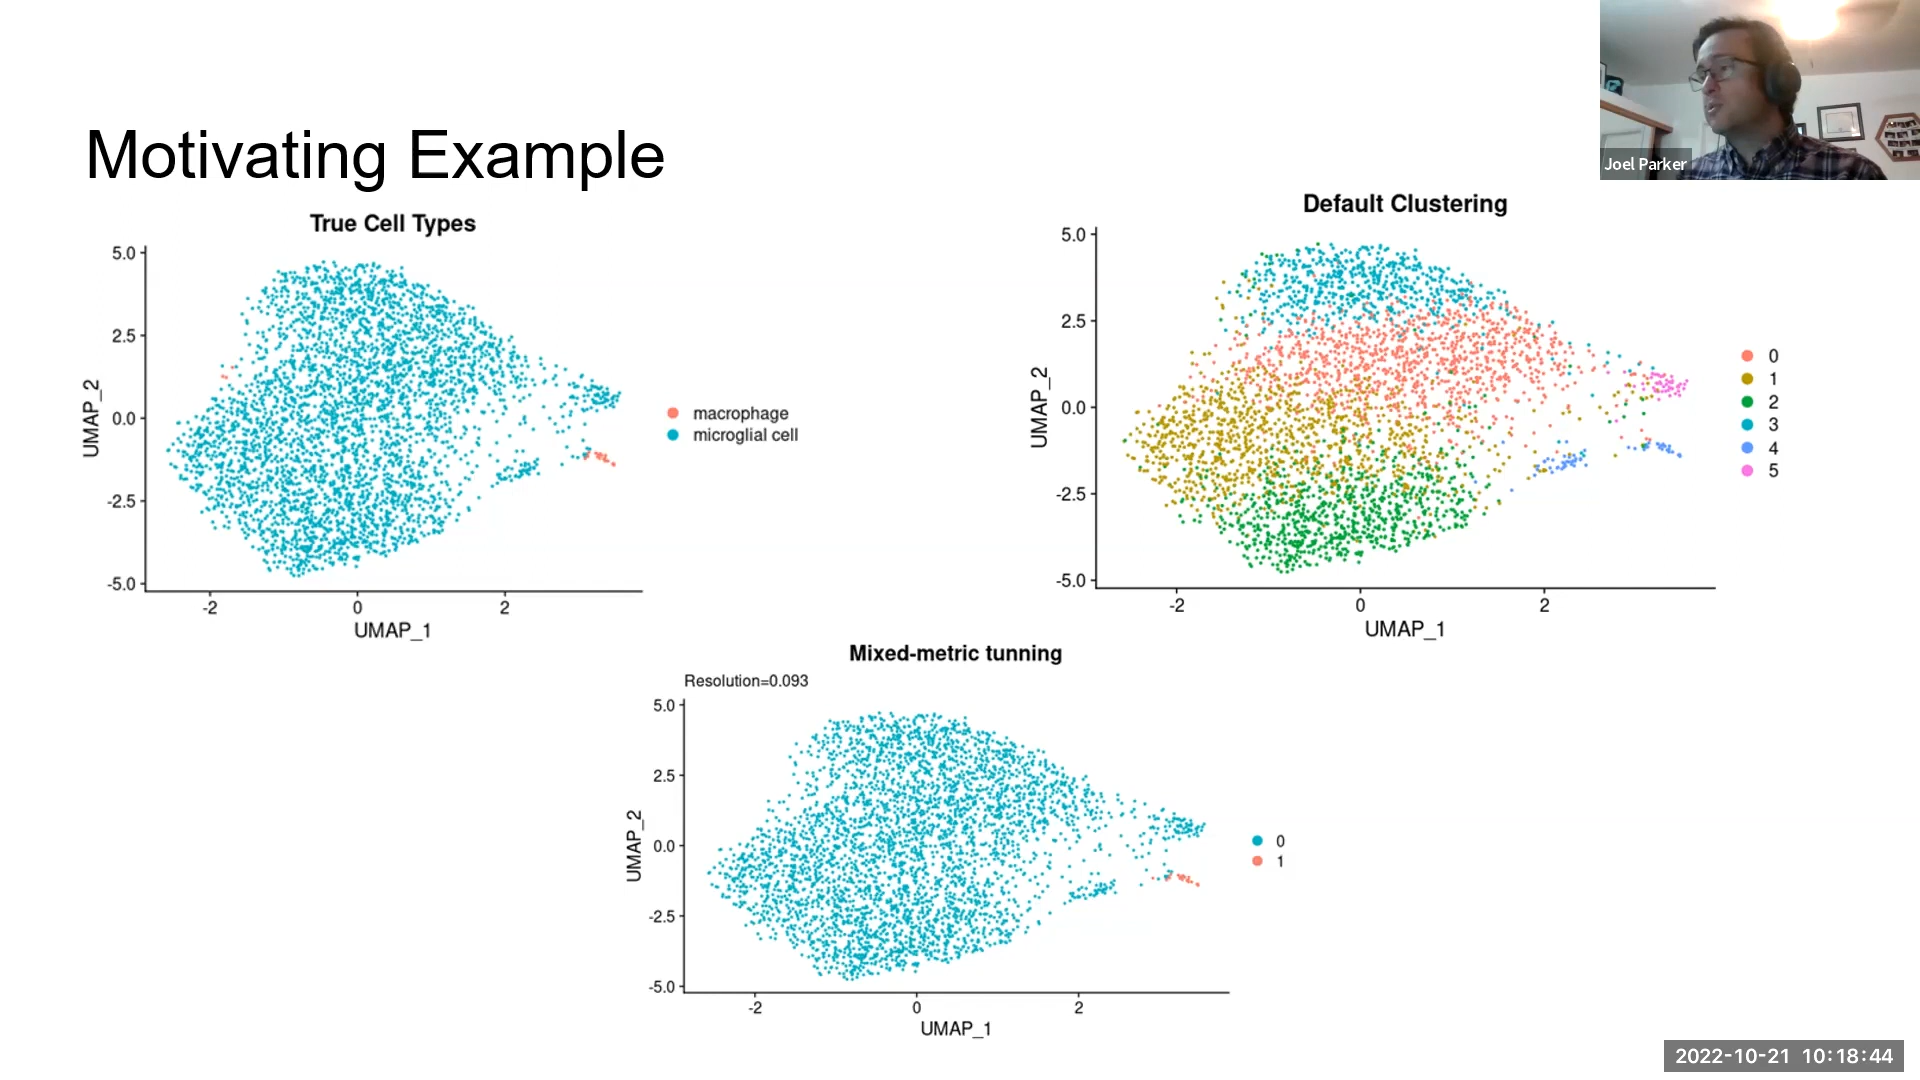 Joel Parker
Motivating Example
True Cell Types
5.0
2.5
0.0
-2.5
-5.0
UMAP_2
-2
0
2
UMAP_1
macrophage
microglial cell
Default Clustering
5.0
2.5
0.0
-2.5
-5.0
UMAP_2
-2
0
2
UMAP_1
0
1
2
3
4
5
Mixed-metric tunning
Resolution=0.093
5.0
2.5
0.0
-2.5
-5.0
UMAP_2
-2
0
2
UMAP_1
0
1
2022-10-21 10:18:44